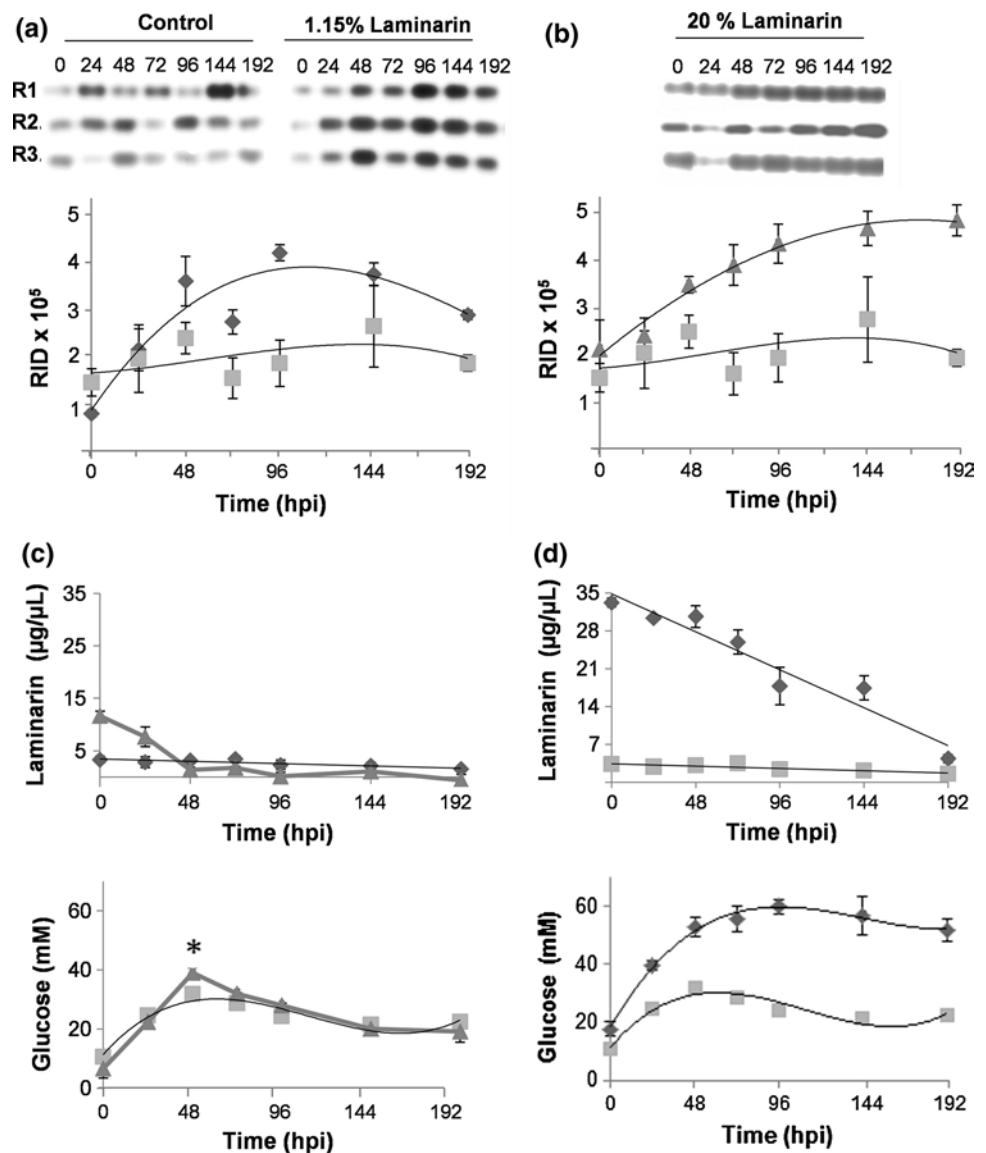 (a) Control 1.15% Laminarin
0 24 48 72 96 144 192 0 24 48 72 96 144 192
R1
R2.
R3.
5
4
3
2
1
RID x 10⁵
0 48 96 144 192
Time (hpi)
(b) 20 % Laminarin
0 24 48 72 96 144 192
5
4
3
2
1
RID x 10⁵
0 48 96 144 192
Time (hpi)
(c)
35
25
15
5
Laminarin (µg/µL)
0 48 96 144 192
Time (hpi)
60
40
20
0
Glucose (mM)
*
0 48 96 144 192
Time (hpi)
(d)
35
28
21
14
7
Laminarin (µg/µL)
0 48 96 144 192
Time (hpi)
60
40
20
0
Glucose (mM)
0 48 96 144 192
Time (hpi)